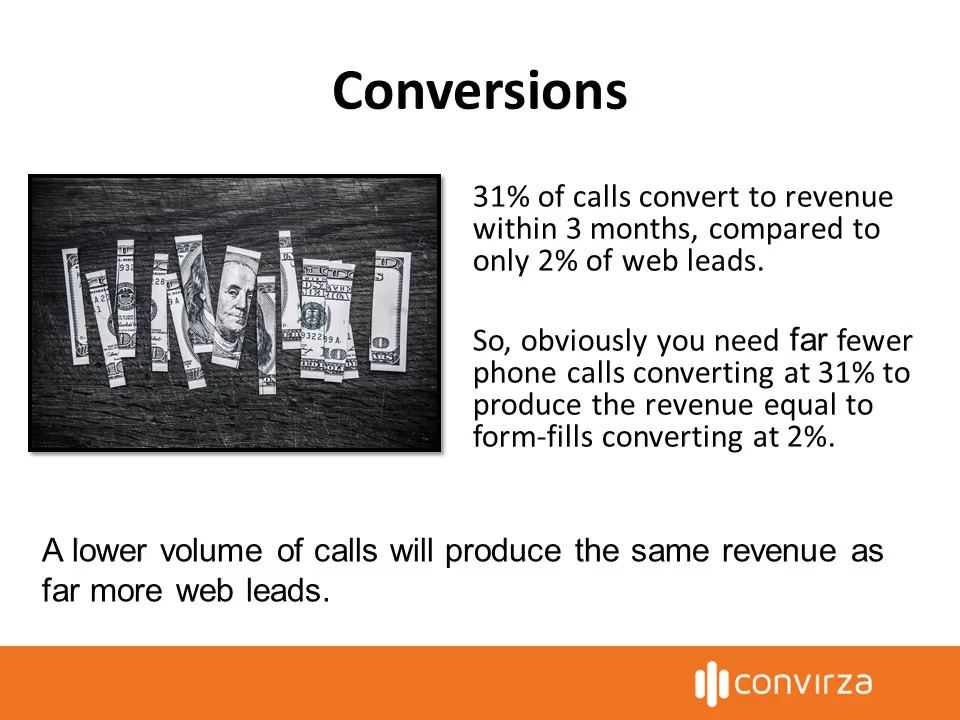 Conversions
31% of calls convert to revenue
within 3 months, compared to
only 2% of web leads.
So, obviously you need far fewer
phone calls converting at 31% to
produce the revenue equal to
form-fills converting at 2%.
A lower volume of calls will produce the same revenue as
far more web leads.
convirza